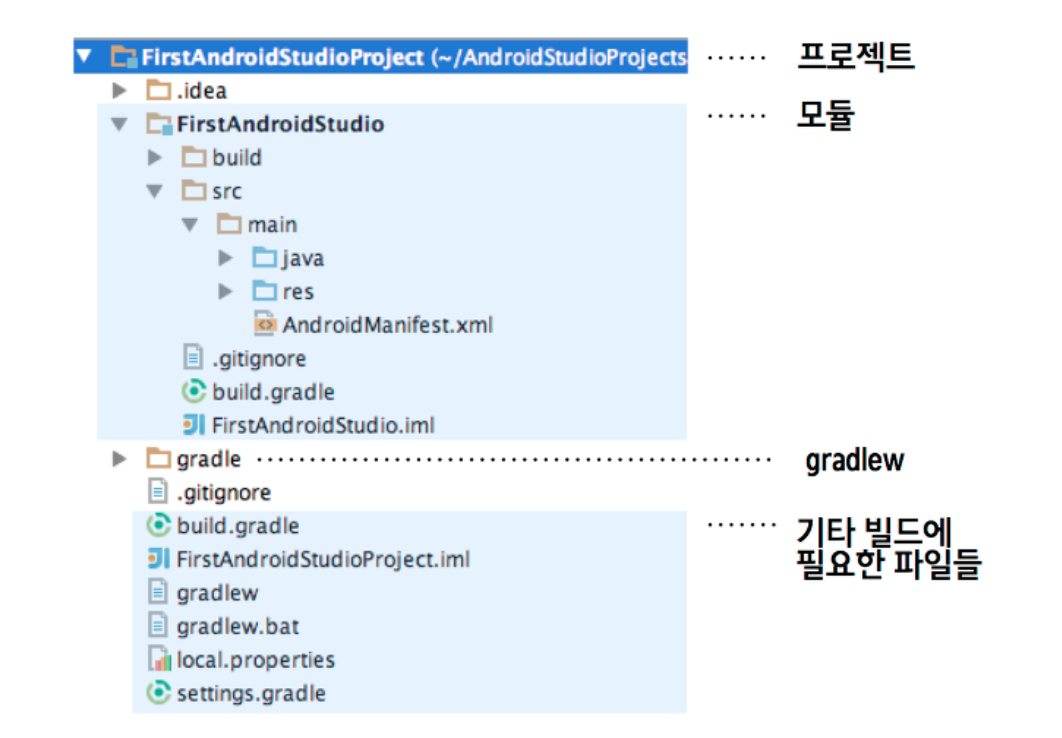 FirstAndroidStudioProject (~/AndroidStudioProjects ...... 프로젝트
.idea
FirstAndroidStudio ...... 모듈
build
src
main
java
res
AndroidManifest.xml
.gitignore
build.gradle
FirstAndroidStudio.iml
gradle ...... gradlew
.gitignore
build.gradle ....... 기타 빌드에
필요한 파일들
FirstAndroidStudioProject.iml
gradlew
gradlew.bat
local.properties
settings.gradle